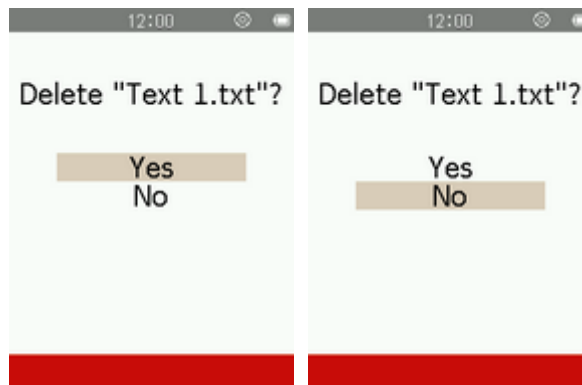 12:00
Delete "Text 1.txt"?
Yes
No
12:00
Delete "Text 1.txt"?
Yes
No